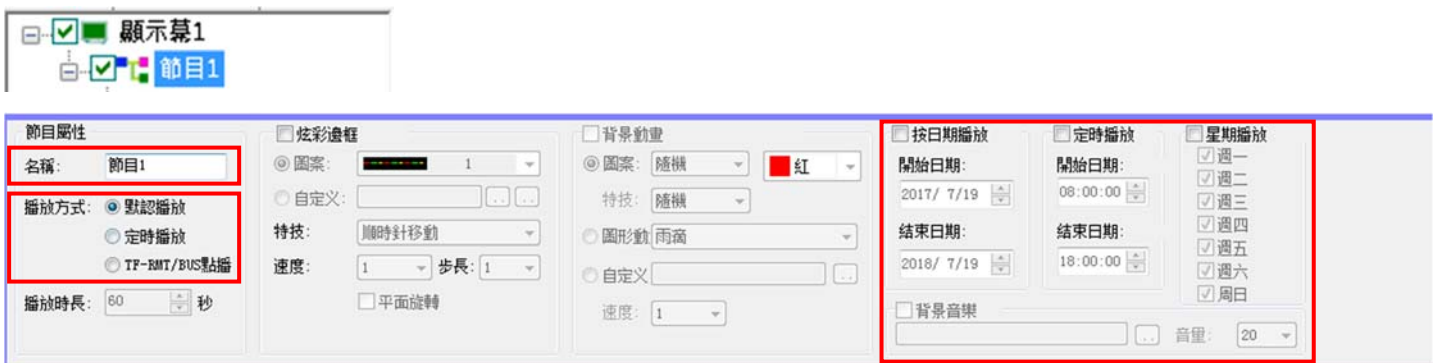 顯示幕1
節目1
節目屬性
名稱: 節目1
播放方式: 默認播放
定時播放
TF-RMT/BUS點播
播放時長: 60 秒
炫彩邊框
圖案: 1
自定义:
特技: 順時針移動
速度: 1 步長: 1
平面旋轉
背景動畫
圖案: 隨機 紅
特技: 隨機
圖形動 雨滴
自定义
速度: 1
按日期播放
開始日期:
2017/ 7/19
结束日期:
2018/ 7/19
定時播放
開始日期:
08:00:00
结束日期:
18:00:00
星期播放
週一
週二
週三
週四
週五
週六
周日
背景音樂
音量: 20